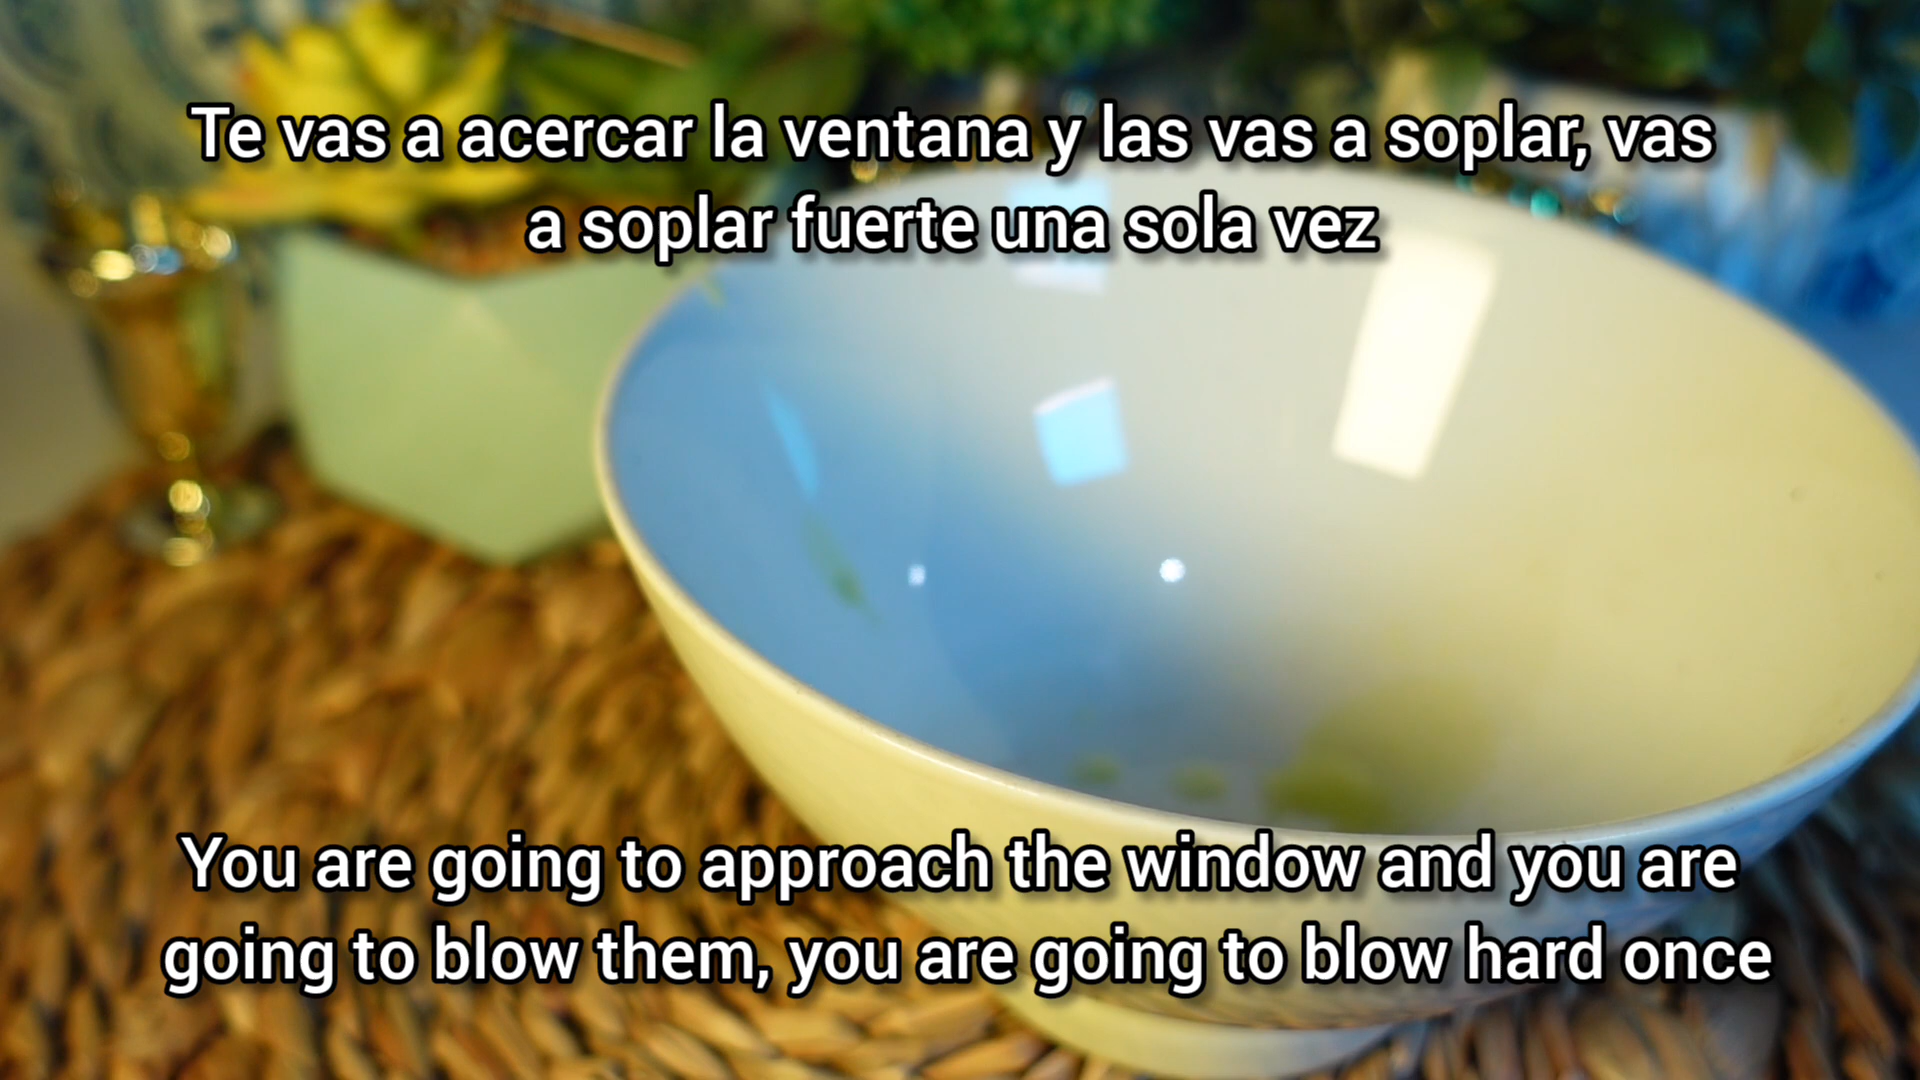 Te vas a acercar la ventana y las vas a soplar, vas
a soplar fuerte una sola vez
You are going to approach the window and you are
going to blow them, you are going to blow hard once